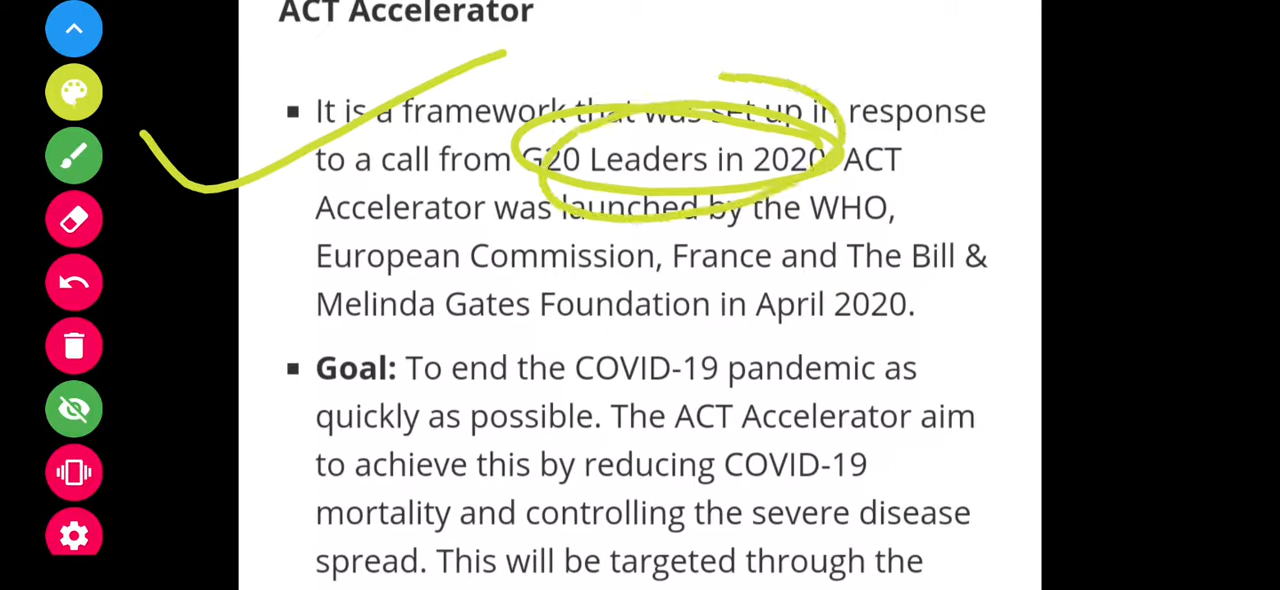 ACT Accelerator
▪ It is a framework that was set up in response
to a call from G20 Leaders in 2020. ACT
Accelerator was launched by the WHO,
European Commission, France and The Bill &
Melinda Gates Foundation in April 2020.
▪ Goal: To end the COVID-19 pandemic as
quickly as possible. The ACT Accelerator aim
to achieve this by reducing COVID-19
mortality and controlling the severe disease
spread. This will be targeted through the